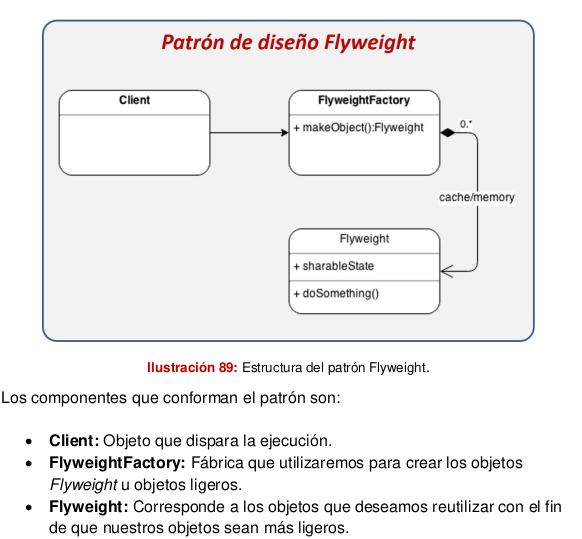 Patrón de diseño Flyweight
Client
FlyweightFactory
+ makeObject():Flyweight
0.*
cache/memory
Flyweight
+ sharableState
+ doSomething()
Ilustración 89: Estructura del patrón Flyweight.
Los componentes que conforman el patrón son:
• Client: Objeto que dispara la ejecución.
• FlyweightFactory: Fábrica que utilizaremos para crear los objetos
Flyweight u objetos ligeros.
• Flyweight: Corresponde a los objetos que deseamos reutilizar con el fin
de que nuestros objetos sean más ligeros.